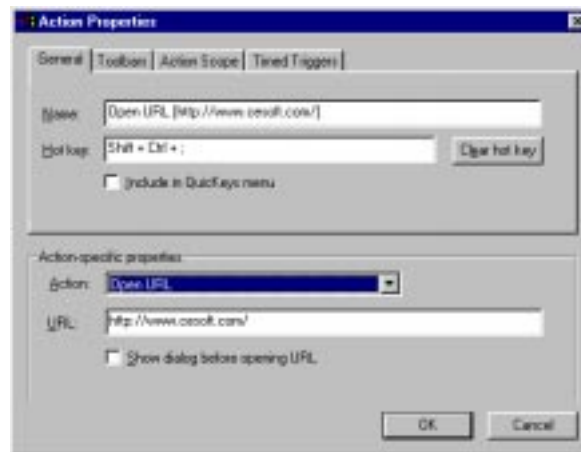 Action Properties
General Toolbars Action Scope Timed Triggers
Name: Open URL [http://www.cesoft.com/]
Hot key: Shift + Ctrl + ; Clear hot key
Include in QuicKeys menu
Action-specific properties
Action: Open URL
URL: http://www.cesoft.com/
Show dialog before opening URL
OK Cancel